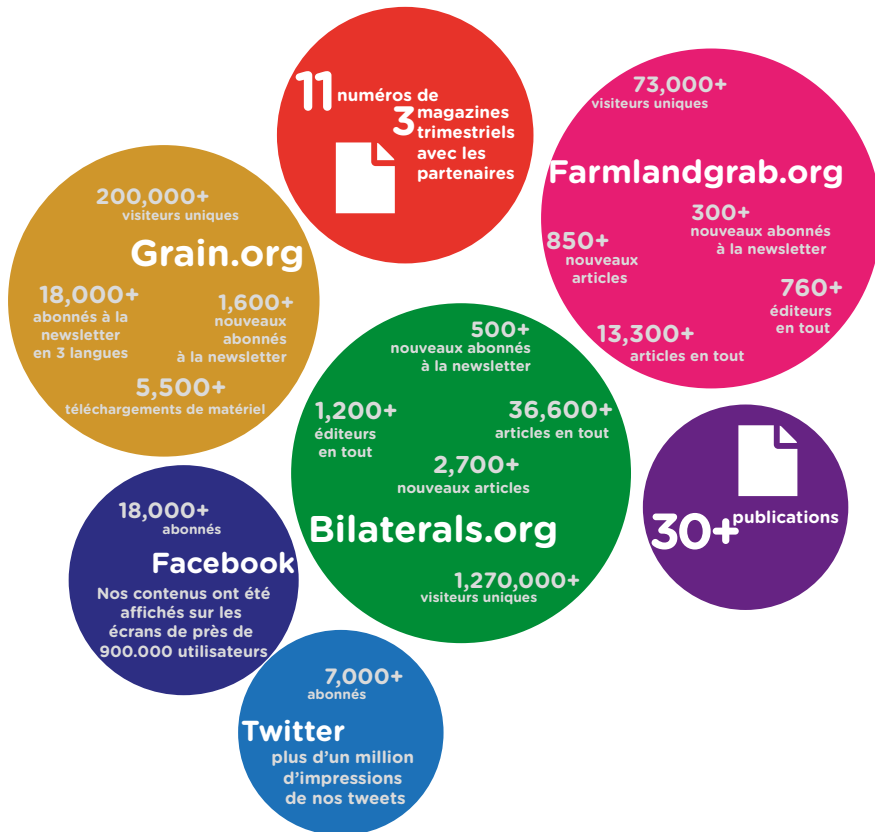 11 numéros de
3 magazines
trimestriels
avec les
partenaires
73,000+
visiteurs uniques
Farmlandgrab.org
300+
nouveaux abonnés
à la newsletter
850+
nouveaux
articles
760+
éditeurs
en tout
13,300+
articles en tout
200,000+
visiteurs uniques
Grain.org
18,000+
abonnés à la
newsletter
en 3 langues
1,600+
nouveaux
abonnés
à la newsletter
5,500+
téléchargements de matériel
500+
nouveaux abonnés
à la newsletter
1,200+
éditeurs
en tout
36,600+
articles en tout
2,700+
nouveaux articles
Bilaterals.org
1,270,000+
visiteurs uniques
30+ publications
18,000+
abonnés
Facebook
Nos contenus ont été
affichés sur les
écrans de près de
900.000 utilisateurs
7,000+
abonnés
Twitter
plus d'un million
d'impressions
de nos tweets